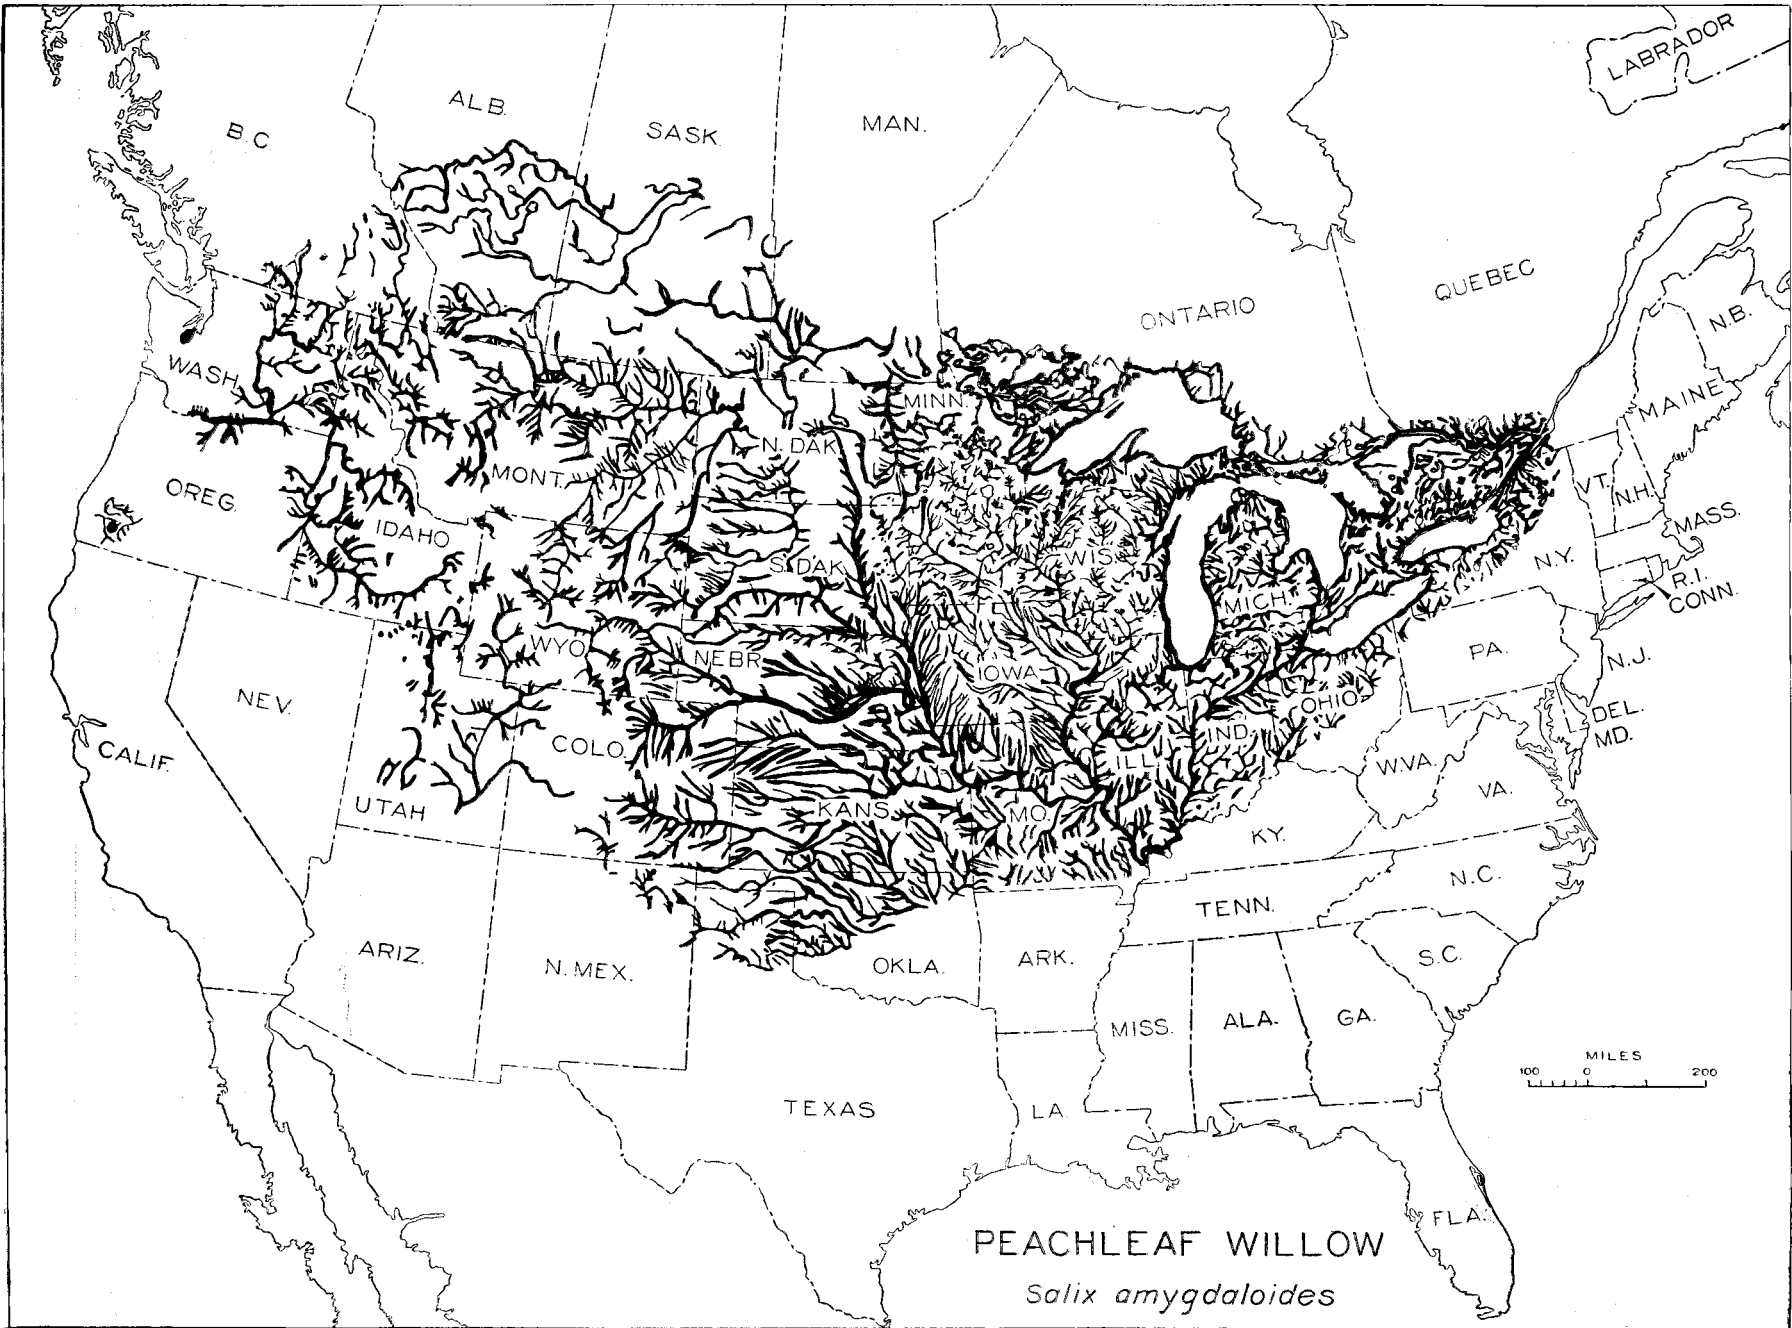 LABRADOR
ALB.
SASK.
MAN.
B.C
QUEBEC
ONTARIO
N.B.
WASH.
MINN.
MAINE
N. DAK.
MONT.
OREG.
VT.
N.H.
MASS.
IDAHO
WIS.
S. DAK.
N.Y.
R.I.
CONN.
MICH.
WYO.
NEBR.
IOWA
PA.
N.J.
NEV.
OHIO
DEL.
MD.
IND.
COLO.
CALIF.
ILL.
W.VA.
VA.
UTAH
KANS.
MO.
KY.
N.C.
TENN.
ARIZ.
N. MEX.
OKLA.
ARK.
S.C.
MISS.
ALA.
GA.
MILES
100 0 200
TEXAS
LA.
FLA.
PEACHLEAF WILLOW
Salix amygdaloides